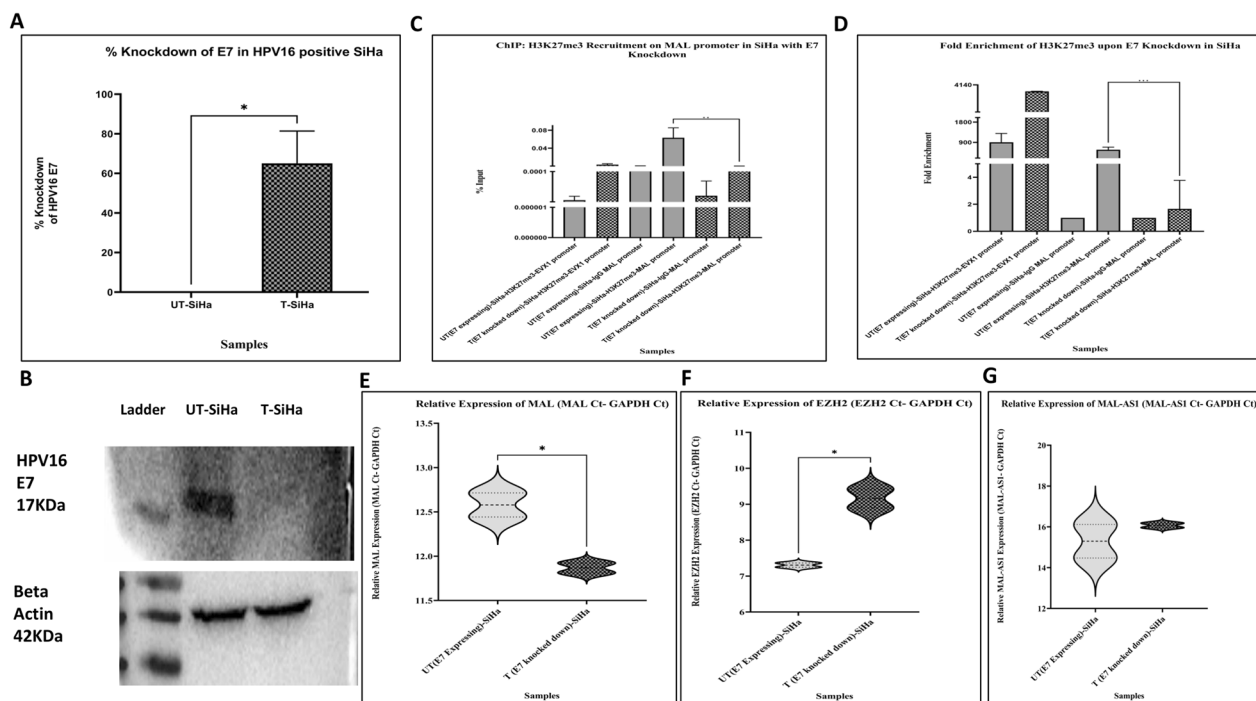 A
% Knockdown of E7 in HPV16 positive SiHa
% Knockdown
of HPV16 E7
100
80
60
40
20
0
*
UT-SiHa
T-SiHa
Samples
B
Ladder
UT-SiHa
T-SiHa
HPV16
E7
17KDa
Beta
Actin
42KDa
C
ChIP: H3K27me3 Recruitment on MAL promoter in SiHa with E7
Knockdown
% Input
0.08
0.04
0.0001
0.000001
0.000000
UT(E7 expressing)-SiHa-H3K27me3-EVX1 promoter
T(E7 knocked down)-SiHa-H3K27me3-EVX1 promoter
UT(E7 expressing)-SiHa-IgG MAL promoter
UT(E7 expressing)-SiHa-H3K27me3-MAL promoter
T(E7 knocked down)-SiHa-IgG-MAL promoter
T(E7 knocked down)-SiHa-H3K27me3-MAL promoter
Samples
D
Fold Enrichment of H3K27me3 upon E7 Knockdown in SiHa
Fold Enrichment
4140
1800
900
4
2
0
UT(E7 expressing)-SiHa-H3K27me3-EVX1 promoter
T(E7 knocked down)-SiHa-H3K27me3-EVX1 promoter
UT(E7 expressing)-SiHa-IgG MAL promoter
UT(E7 expressing)-SiHa-H3K27me3-MAL promoter
T(E7 knocked down)-SiHa-IgG-MAL promoter
T(E7 knocked down)-SiHa-H3K27me3-MAL promoter
Samples
E
Relative Expression of MAL (MAL Ct- GAPDH Ct)
Relative MAL Expression (MAL Ct- GAPDH Ct)
13.5
13.0
12.5
12.0
11.5
*
UT(E7 Expressing)-SiHa
T (E7 knocked down)-SiHa
Samples
F
Relative Expression of EZH2 (EZH2 Ct- GAPDH Ct)
Relative EZH2 Expression (EZH2 Ct- GAPDH Ct)
11
10
9
8
7
6
*
UT(E7 Expressing)-SiHa
T (E7 knocked down)-SiHa
Samples
G
Relative Expression of MAL-AS1 (MAL-AS1 Ct- GAPDH Ct)
Relative MAL-AS1 Expression (MAL-AS1- GAPDH Ct)
20
18
16
14
12
UT(E7 Expressing)-SiHa
T (E7 knocked down)-SiHa
Samples